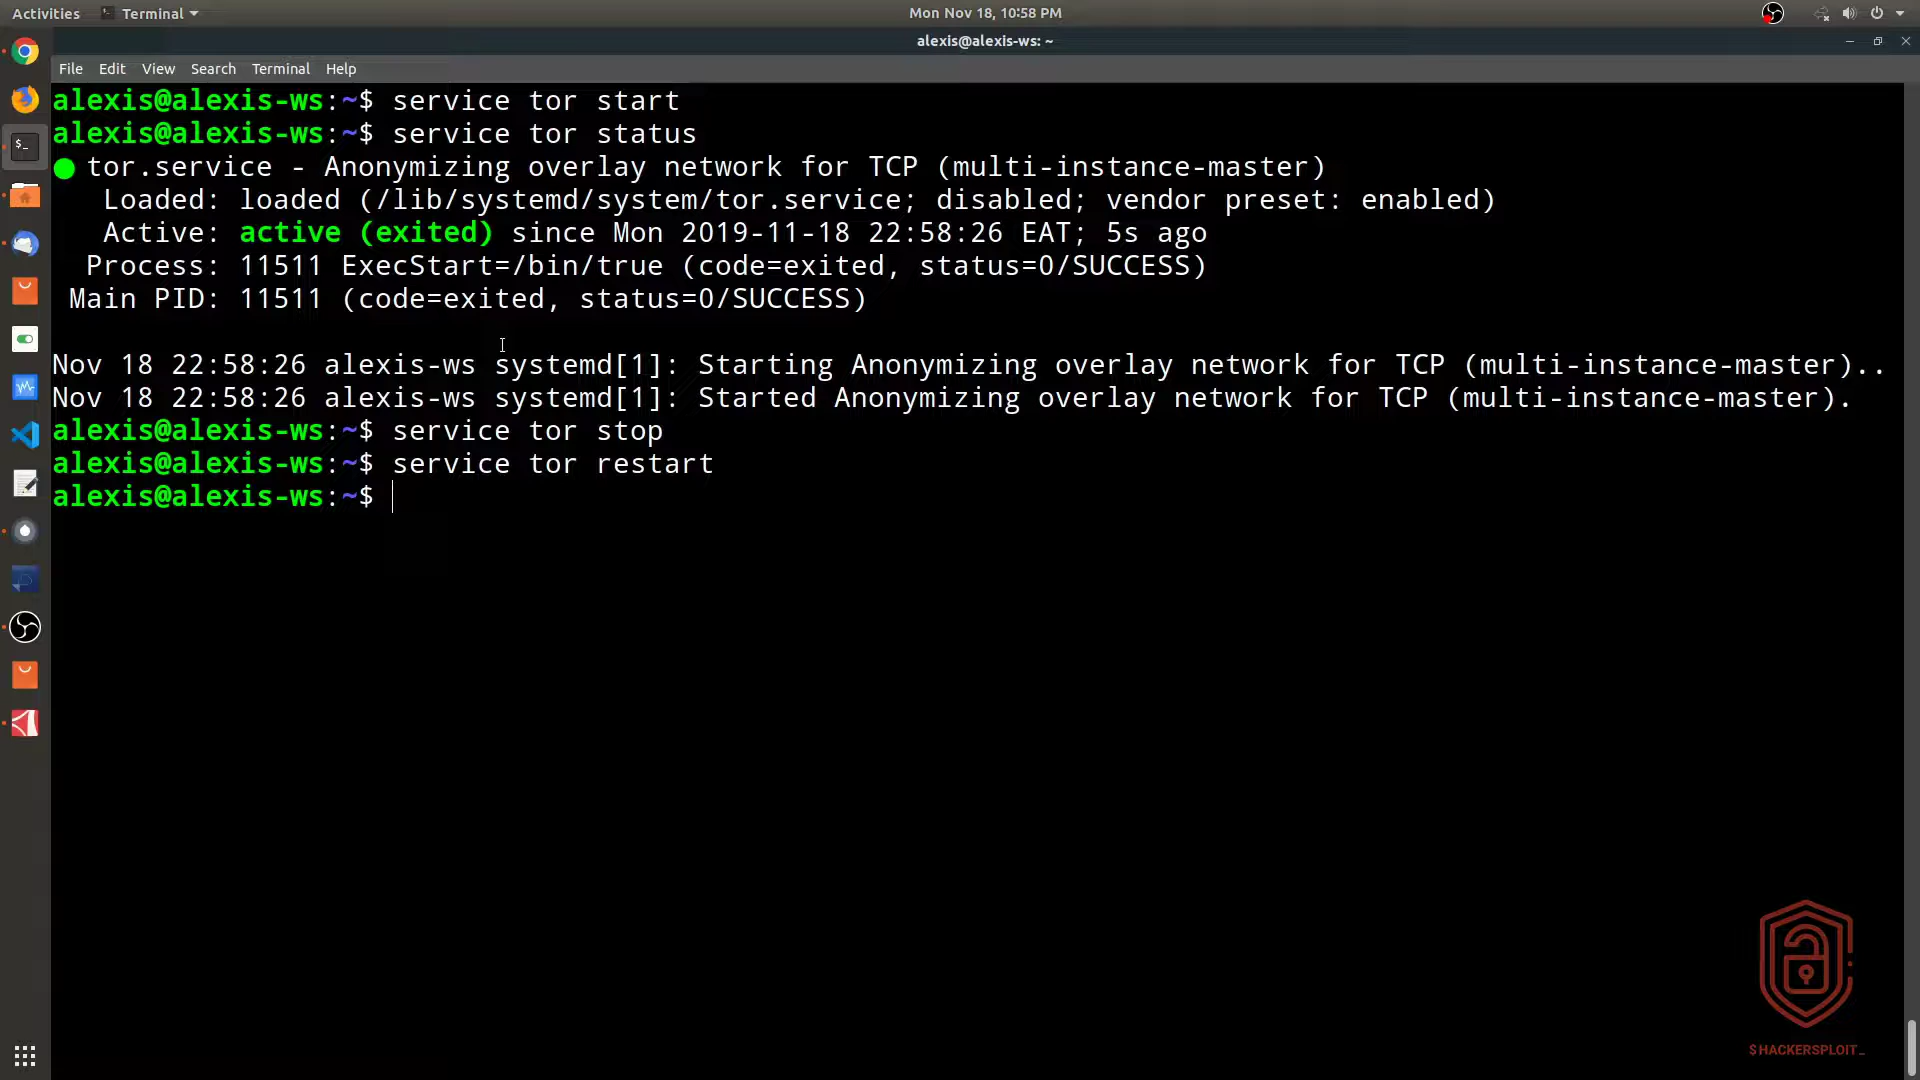 Activities Terminal Mon Nov 18, 10:58 PM
alexis@alexis-ws: ~
File Edit View Search Terminal Help
alexis@alexis-ws:~$ service tor start
alexis@alexis-ws:~$ service tor status
● tor.service - Anonymizing overlay network for TCP (multi-instance-master)
Loaded: loaded (/lib/systemd/system/tor.service; disabled; vendor preset: enabled)
Active: active (exited) since Mon 2019-11-18 22:58:26 EAT; 5s ago
Process: 11511 ExecStart=/bin/true (code=exited, status=0/SUCCESS)
Main PID: 11511 (code=exited, status=0/SUCCESS)
Nov 18 22:58:26 alexis-ws systemd[1]: Starting Anonymizing overlay network for TCP (multi-instance-master)..
Nov 18 22:58:26 alexis-ws systemd[1]: Started Anonymizing overlay network for TCP (multi-instance-master).
alexis@alexis-ws:~$ service tor stop
alexis@alexis-ws:~$ service tor restart
alexis@alexis-ws:~$
$HACKERSPLOIT_